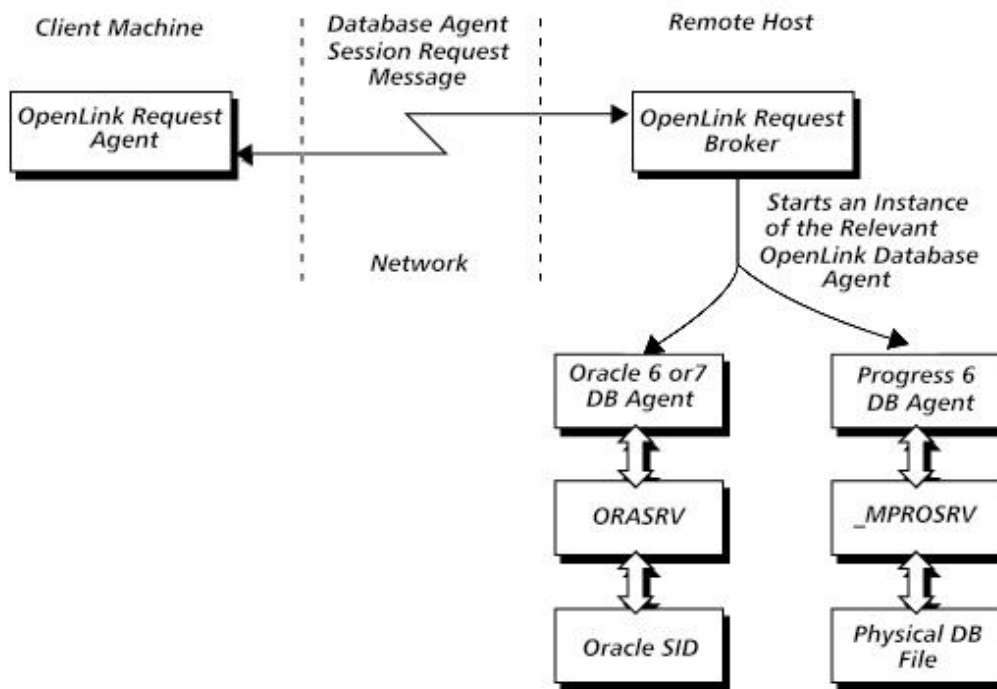 Client Machine
Database Agent
Session Request
Message
Remote Host
OpenLink Request
Agent
OpenLink Request
Broker
Starts an Instance
of the Relevant
OpenLink Database
Agent
Network
Oracle 6 or7
DB Agent
Progress 6
DB Agent
ORASRV
_MPROSRV
Oracle SID
Physical DB
File